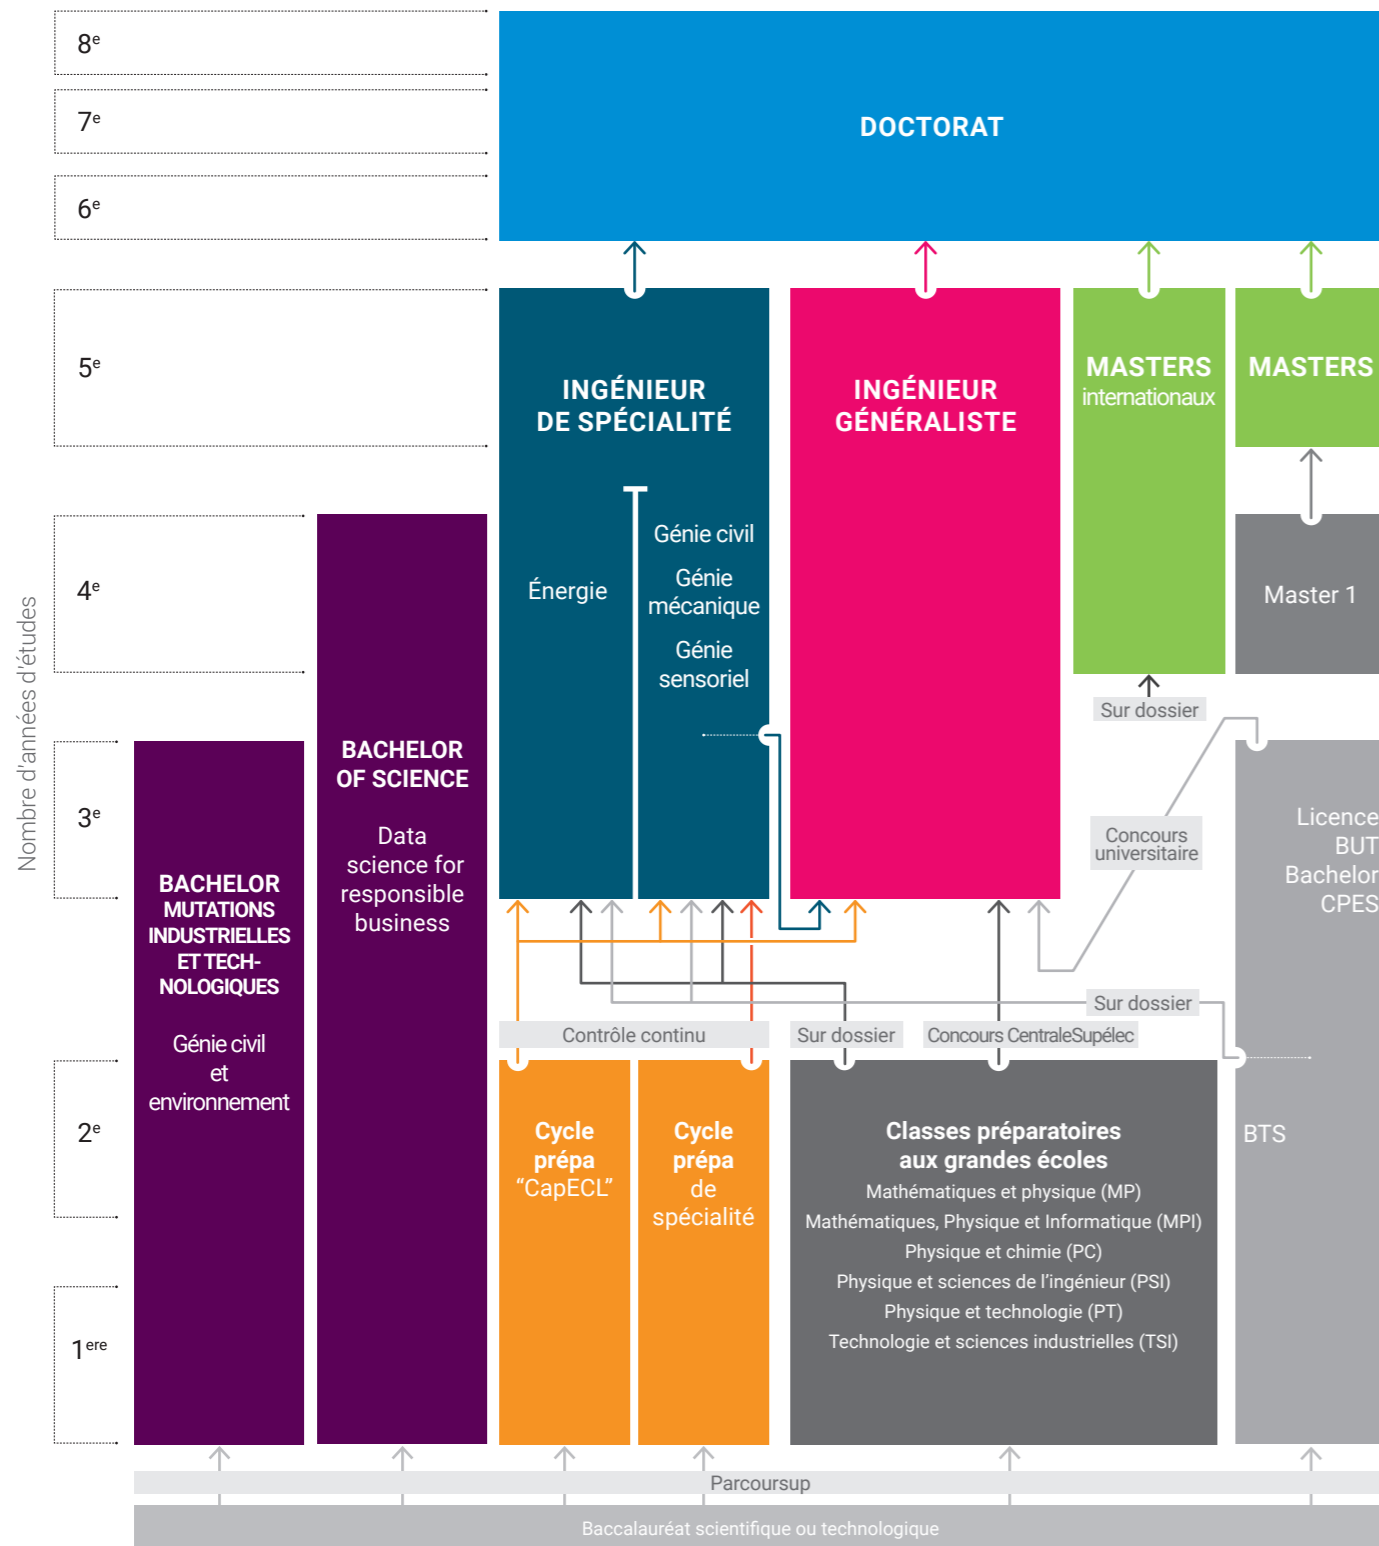 8e
7e
DOCTORAT
6e
5e
INGÉNIEUR
DE SPÉCIALITÉ
INGÉNIEUR
GÉNÉRALISTE
MASTERS
internationaux
MASTERS
Nombre d'années d'études
4e
Énergie
Génie civil
Génie
mécanique
Génie
sensoriel
Master 1
Sur dossier
3e
BACHELOR
MUTATIONS
INDUSTRIELLES
ET TECH-
NOLOGIQUES
Génie civil
et
environnement
BACHELOR
OF SCIENCE
Data
science for
responsible
business
Concours
universitaire
Licence
BUT
Bachelor
CPES
Sur dossier
Contrôle continu
Sur dossier
Concours CentraleSupélec
2e
Cycle
prépa
“CapECL”
Cycle
prépa
de
spécialité
Classes préparatoires
aux grandes écoles
Mathématiques et physique (MP)
Mathématiques, Physique et Informatique (MPI)
Physique et chimie (PC)
Physique et sciences de l’ingénieur (PSI)
Physique et technologie (PT)
Technologie et sciences industrielles (TSI)
BTS
1ere
Parcoursup
Baccalauréat scientifique ou technologique